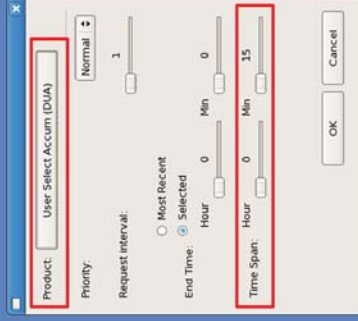 Product: User Select Accum (DUA)
Priority: Normal
Request Interval: 1
Most Recent
End Time: Selected
Hour 0 Min 0
Time Span: Hour 0 Min 15
OK Cancel